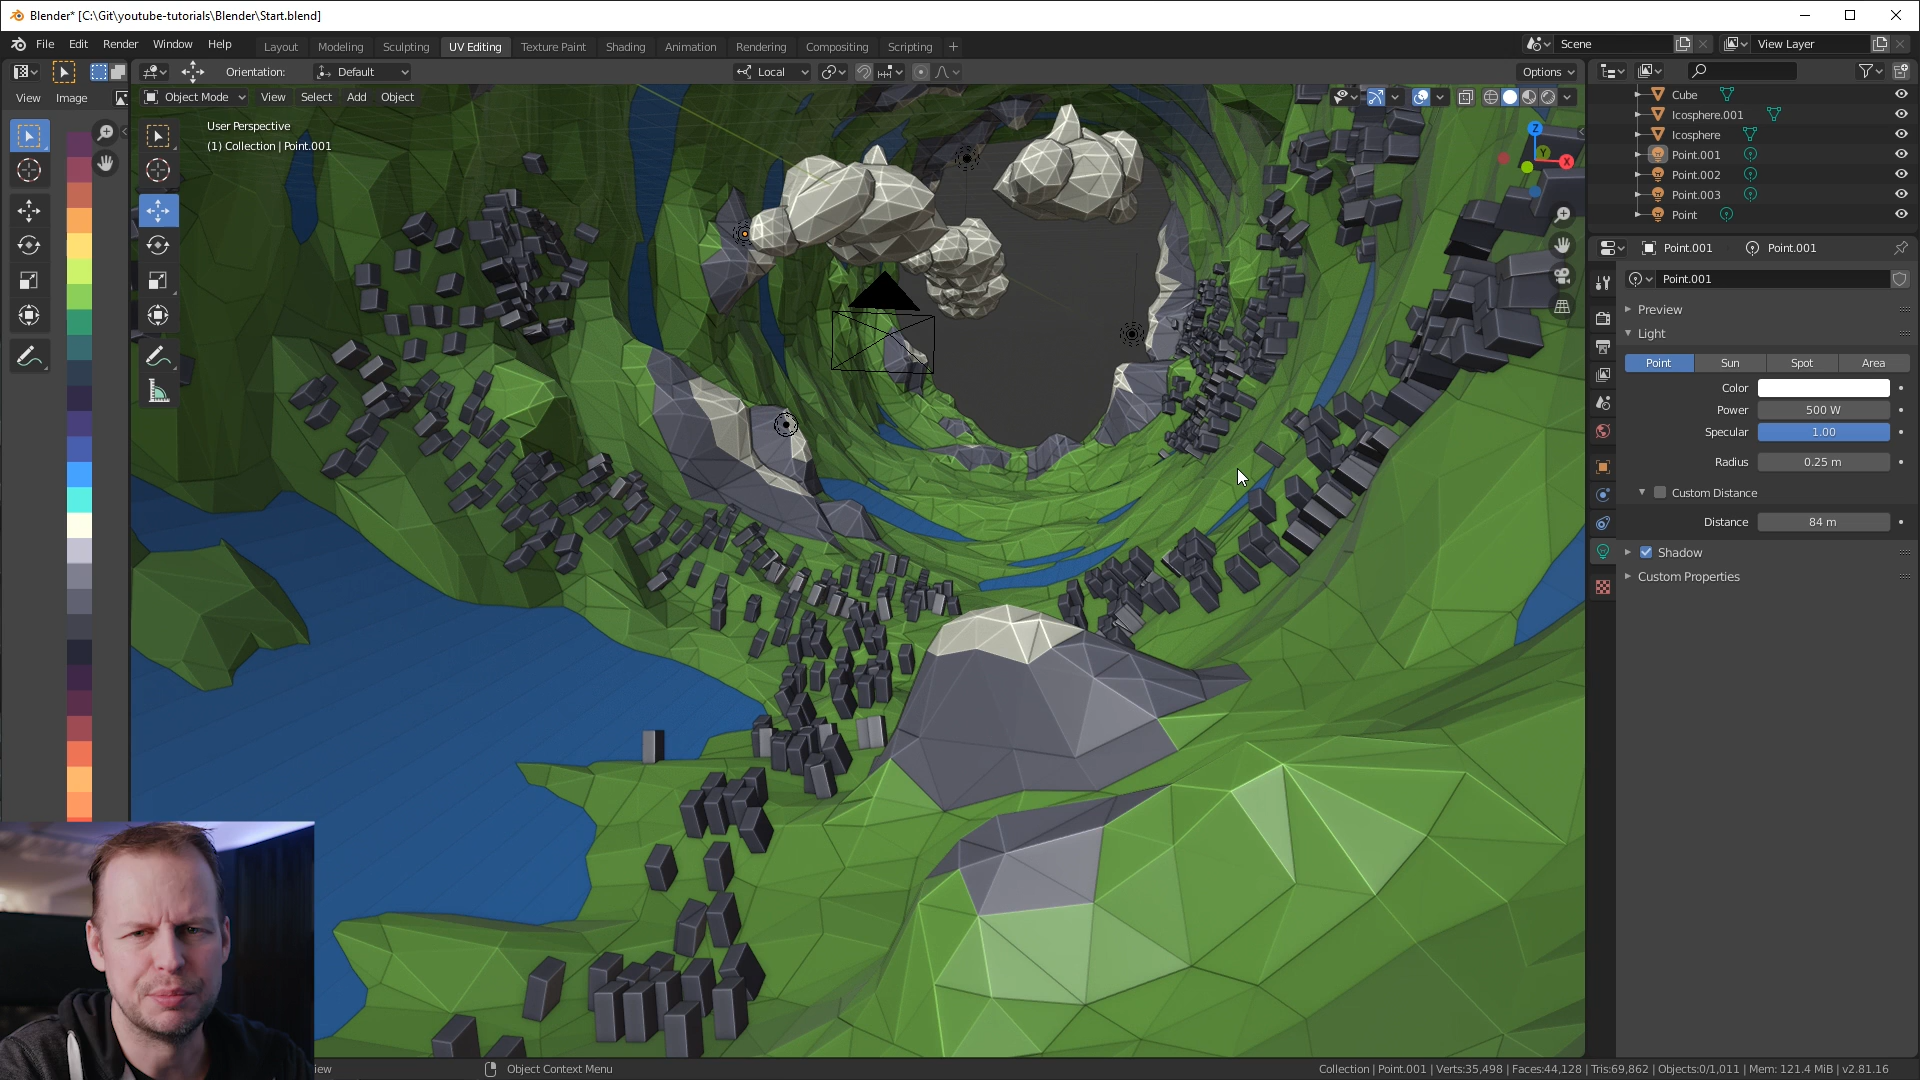 Blender* [C:\Git\youtube-tutorials\Blender\Start.blend]
File Edit Render Window Help Layout Modeling Sculpting UV Editing Texture Paint Shading Animation Rendering Compositing Scripting + Scene View Layer
Orientation: Default Local Options
View Image Object Mode View Select Add Object
User Perspective
(1) Collection | Point.001
Z
Y
X
Cube
Icosphere.001
Icosphere
Point.001
Point.002
Point.003
Point
Point.001 Point.001
Point.001
Preview
Light
Point Sun Spot Area
Color
Power 500 W
Specular 1.00
Radius 0.25 m
Custom Distance
Distance 84 m
Shadow
Custom Properties
iew Object Context Menu Collection | Point.001 | Verts:35,498 | Faces:44,128 | Tris:69,862 | Objects:0/1,011 | Mem: 121.4 MiB | v2.81.16